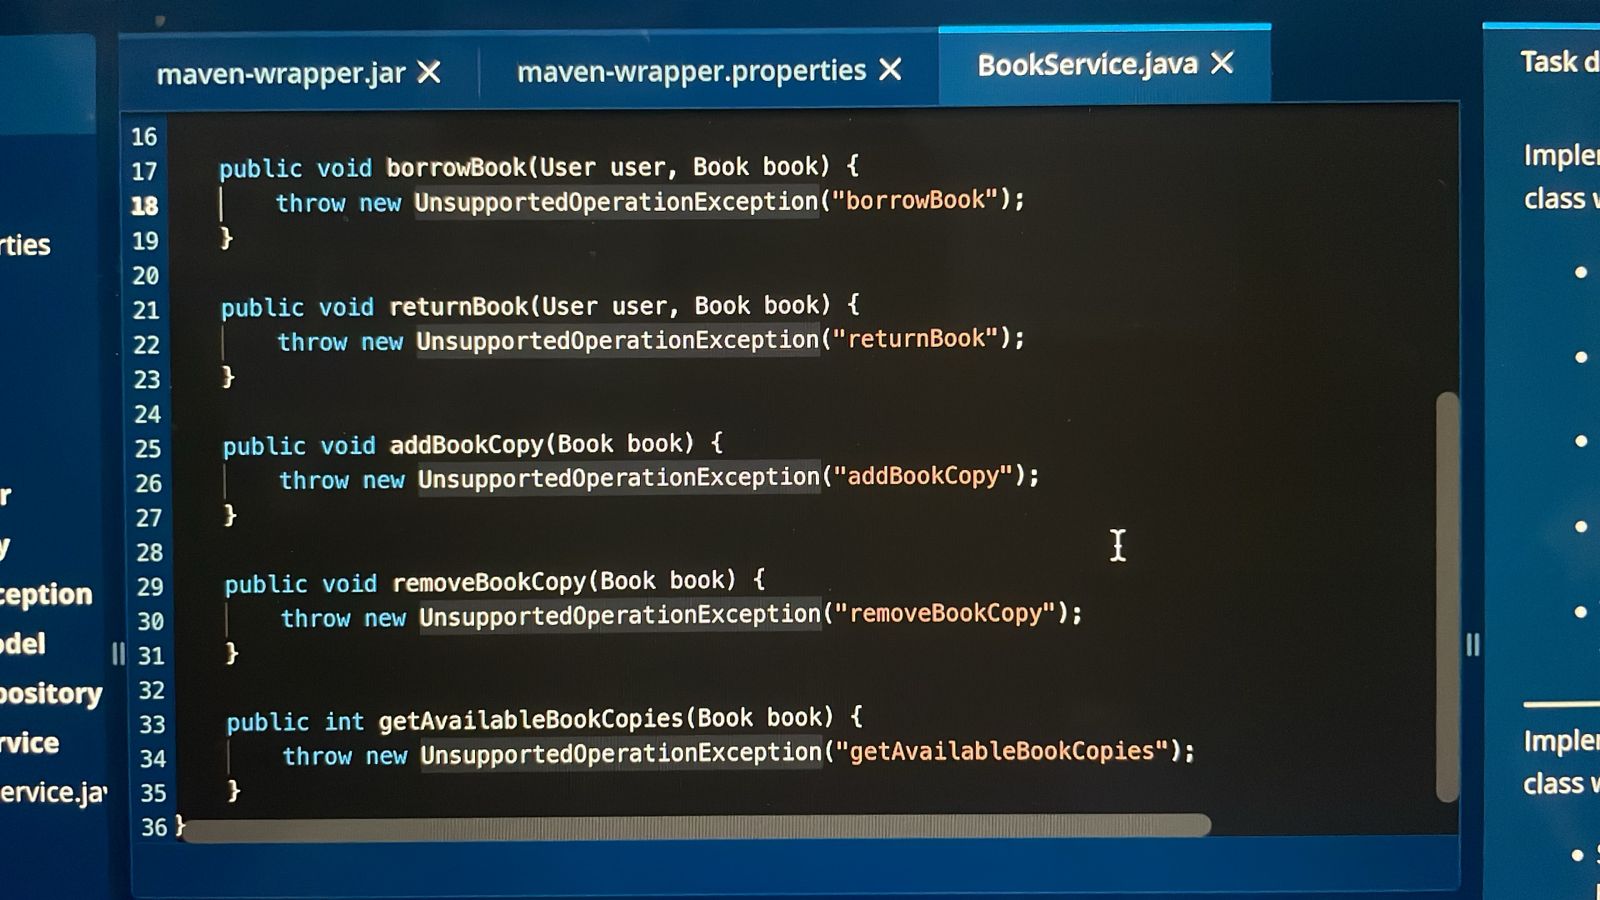 maven-wrapper.jar ✕
maven-wrapper.properties ✕
BookService.java ✕
16
17 public void borrowBook(User user, Book book) {
18 throw new UnsupportedOperationException("borrowBook");
19 }
20
21 public void returnBook(User user, Book book) {
22 throw new UnsupportedOperationException("returnBook");
23 }
24
25 public void addBookCopy(Book book) {
26 throw new UnsupportedOperationException("addBookCopy");
27 }
28
29 public void removeBookCopy(Book book) {
30 throw new UnsupportedOperationException("removeBookCopy");
31 }
32
33 public int getAvailableBookCopies(Book book) {
34 throw new UnsupportedOperationException("getAvailableBookCopies");
35 }
36 }
rties
r
y
ception
odel
pository
rvice
ervice.ja
Task d
Imple
class w
Imple
class w